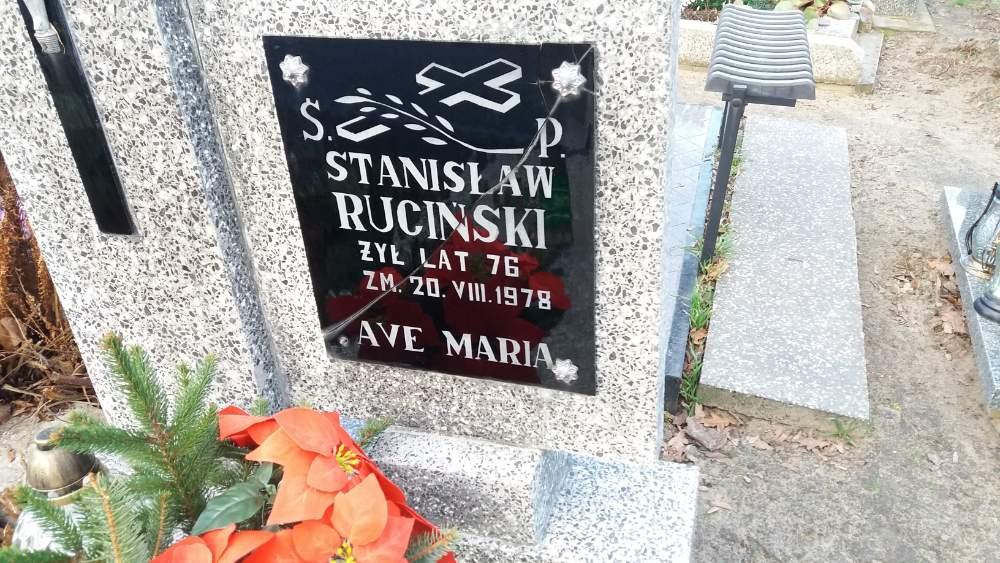 Ś. P.
STANISŁAW
RUCIŃSKI
ŻYŁ LAT 76
ZM. 20. VIII. 1978
AVE MARIA